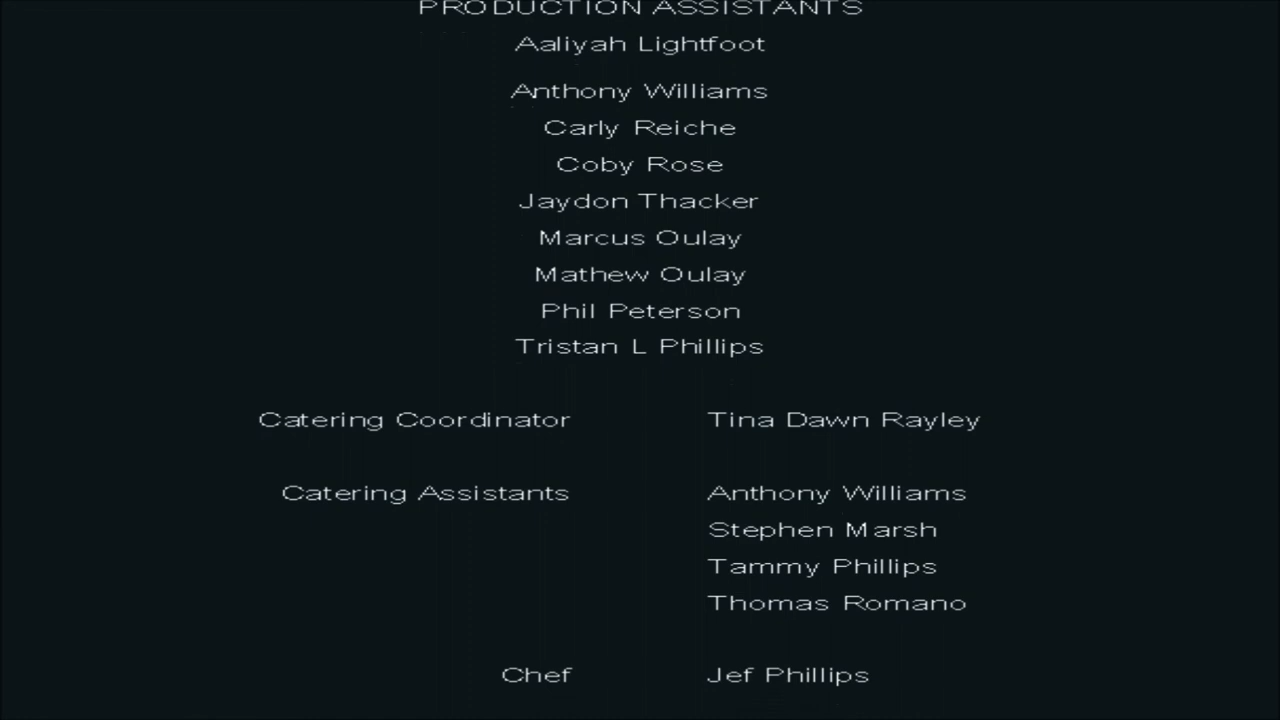 PRODUCTION ASSISTANTS
Aaliyah Lightfoot
Anthony Williams
Carly Reiche
Coby Rose
Jaydon Thacker
Marcus Oulay
Mathew Oulay
Phil Peterson
Tristan L Phillips
Catering Coordinator Tina Dawn Rayley
Catering Assistants Anthony Williams
Stephen Marsh
Tammy Phillips
Thomas Romano
Chef Jef Phillips